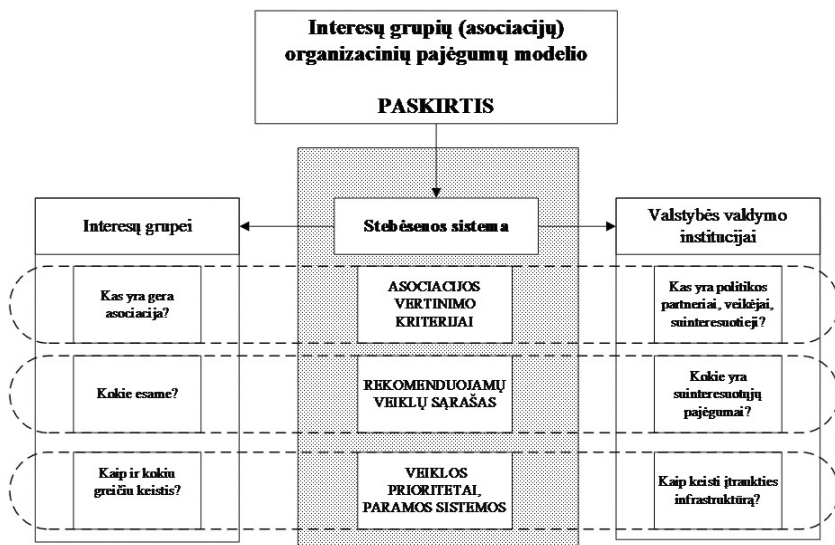 Interesų grupių (asociacijų)
organizacinių pajėgumų modelio
PASKIRTIS
Interesų grupei
Stebėsenos sistema
Valstybės valdymo
institucijai
Kas yra gera
asociacija?
ASOCIACIJOS
VERTINIMO
KRITERIJAI
Kas yra politikos
partneriai, veikėjai,
suinteresuotieji?
Kokie esame?
REKOMENDUOJAMŲ
VEIKLŲ SĄRAŠAS
Kokie yra
suinteresuotųjų
pajėgumai?
Kaip ir kokiu
greičiu keistis?
VEIKLOS
PRIORITETAI,
PARAMOS SISTEMOS
Kaip keisti įtraukties
infrastruktūrą?